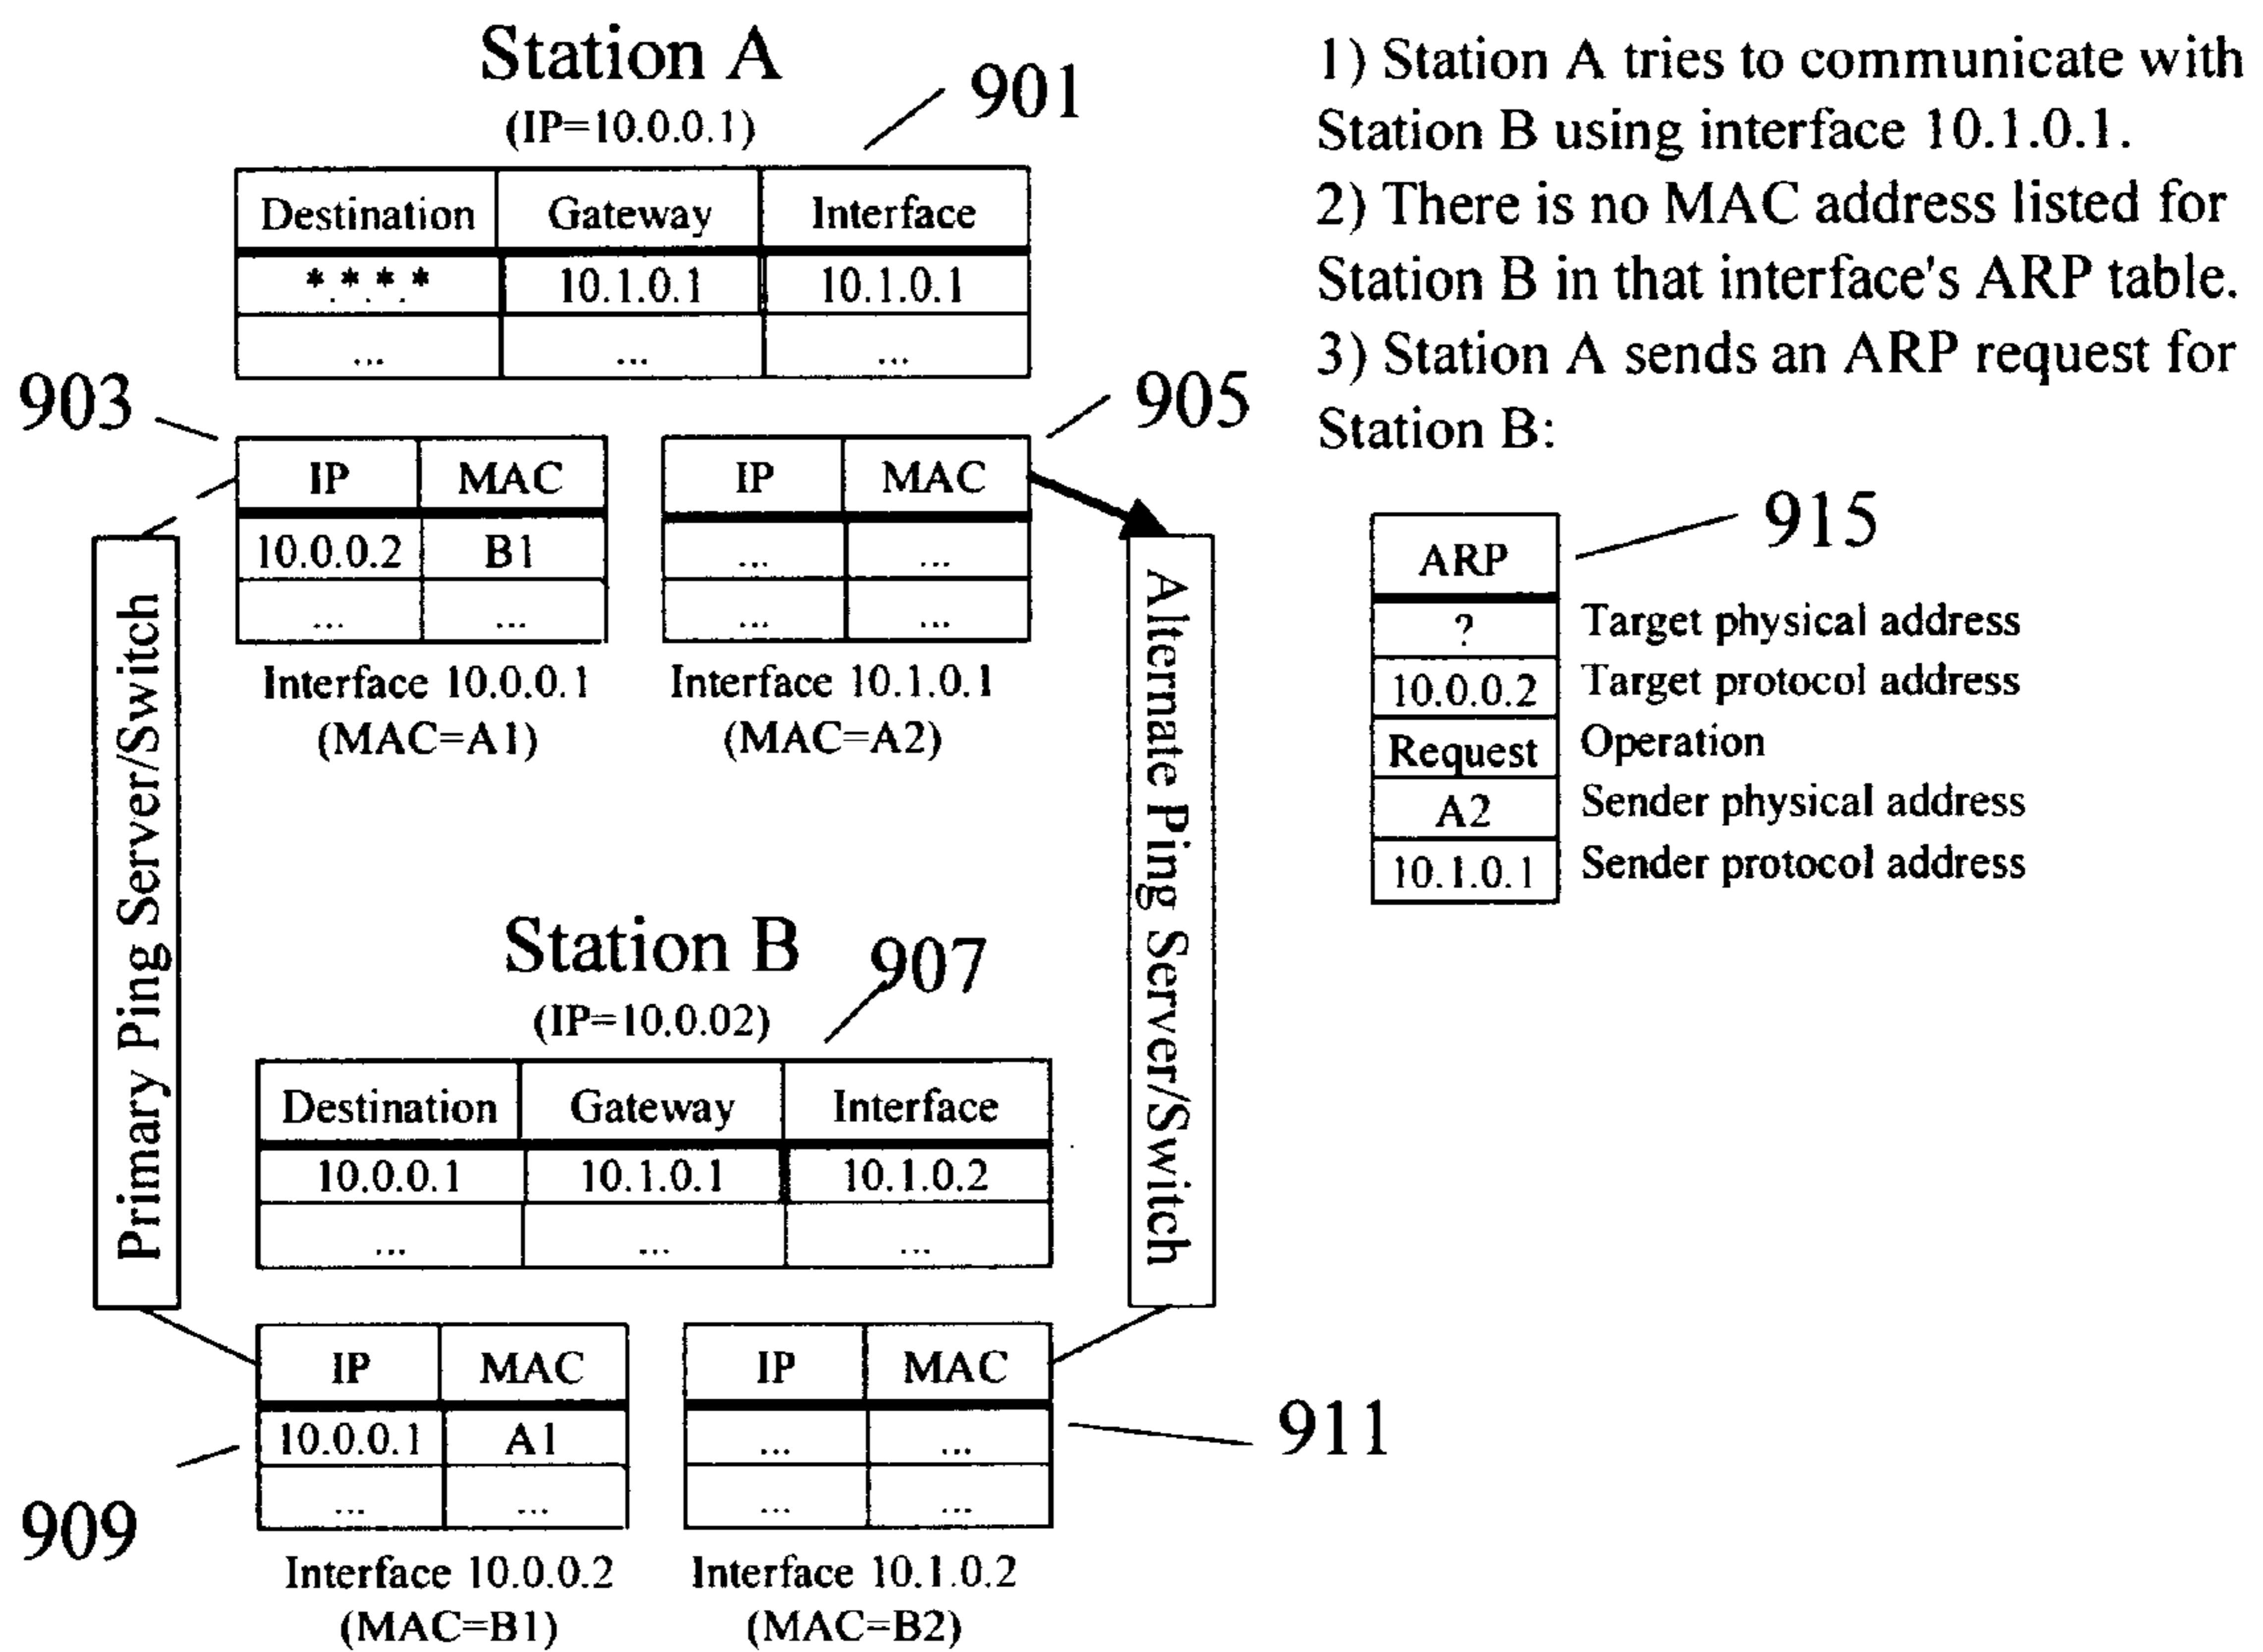 Station A
(IP=10.0.0.1)
901
Destination Gateway Interface
*.*.*.* 10.1.0.1 10.1.0.1
... ... ...
903
905
IP MAC
10.0.0.2 B1
... ...
Interface 10.0.0.1
(MAC=A1)
IP MAC
... ...
... ...
Interface 10.1.0.1
(MAC=A2)
Primary Ping Server/Switch
Alternate Ping Server/Switch
Station B
(IP=10.0.02)
907
Destination Gateway Interface
10.0.0.1 10.1.0.1 10.1.0.2
... ... ...
IP MAC
10.0.0.1 A1
... ...
909
Interface 10.0.0.2
(MAC=B1)
IP MAC
... ...
... ...
911
Interface 10.1.0.2
(MAC=B2)
1) Station A tries to communicate with
Station B using interface 10.1.0.1.
2) There is no MAC address listed for
Station B in that interface's ARP table.
3) Station A sends an ARP request for
Station B:
915
ARP
? Target physical address
10.0.0.2 Target protocol address
Request Operation
A2 Sender physical address
10.1.0.1 Sender protocol address